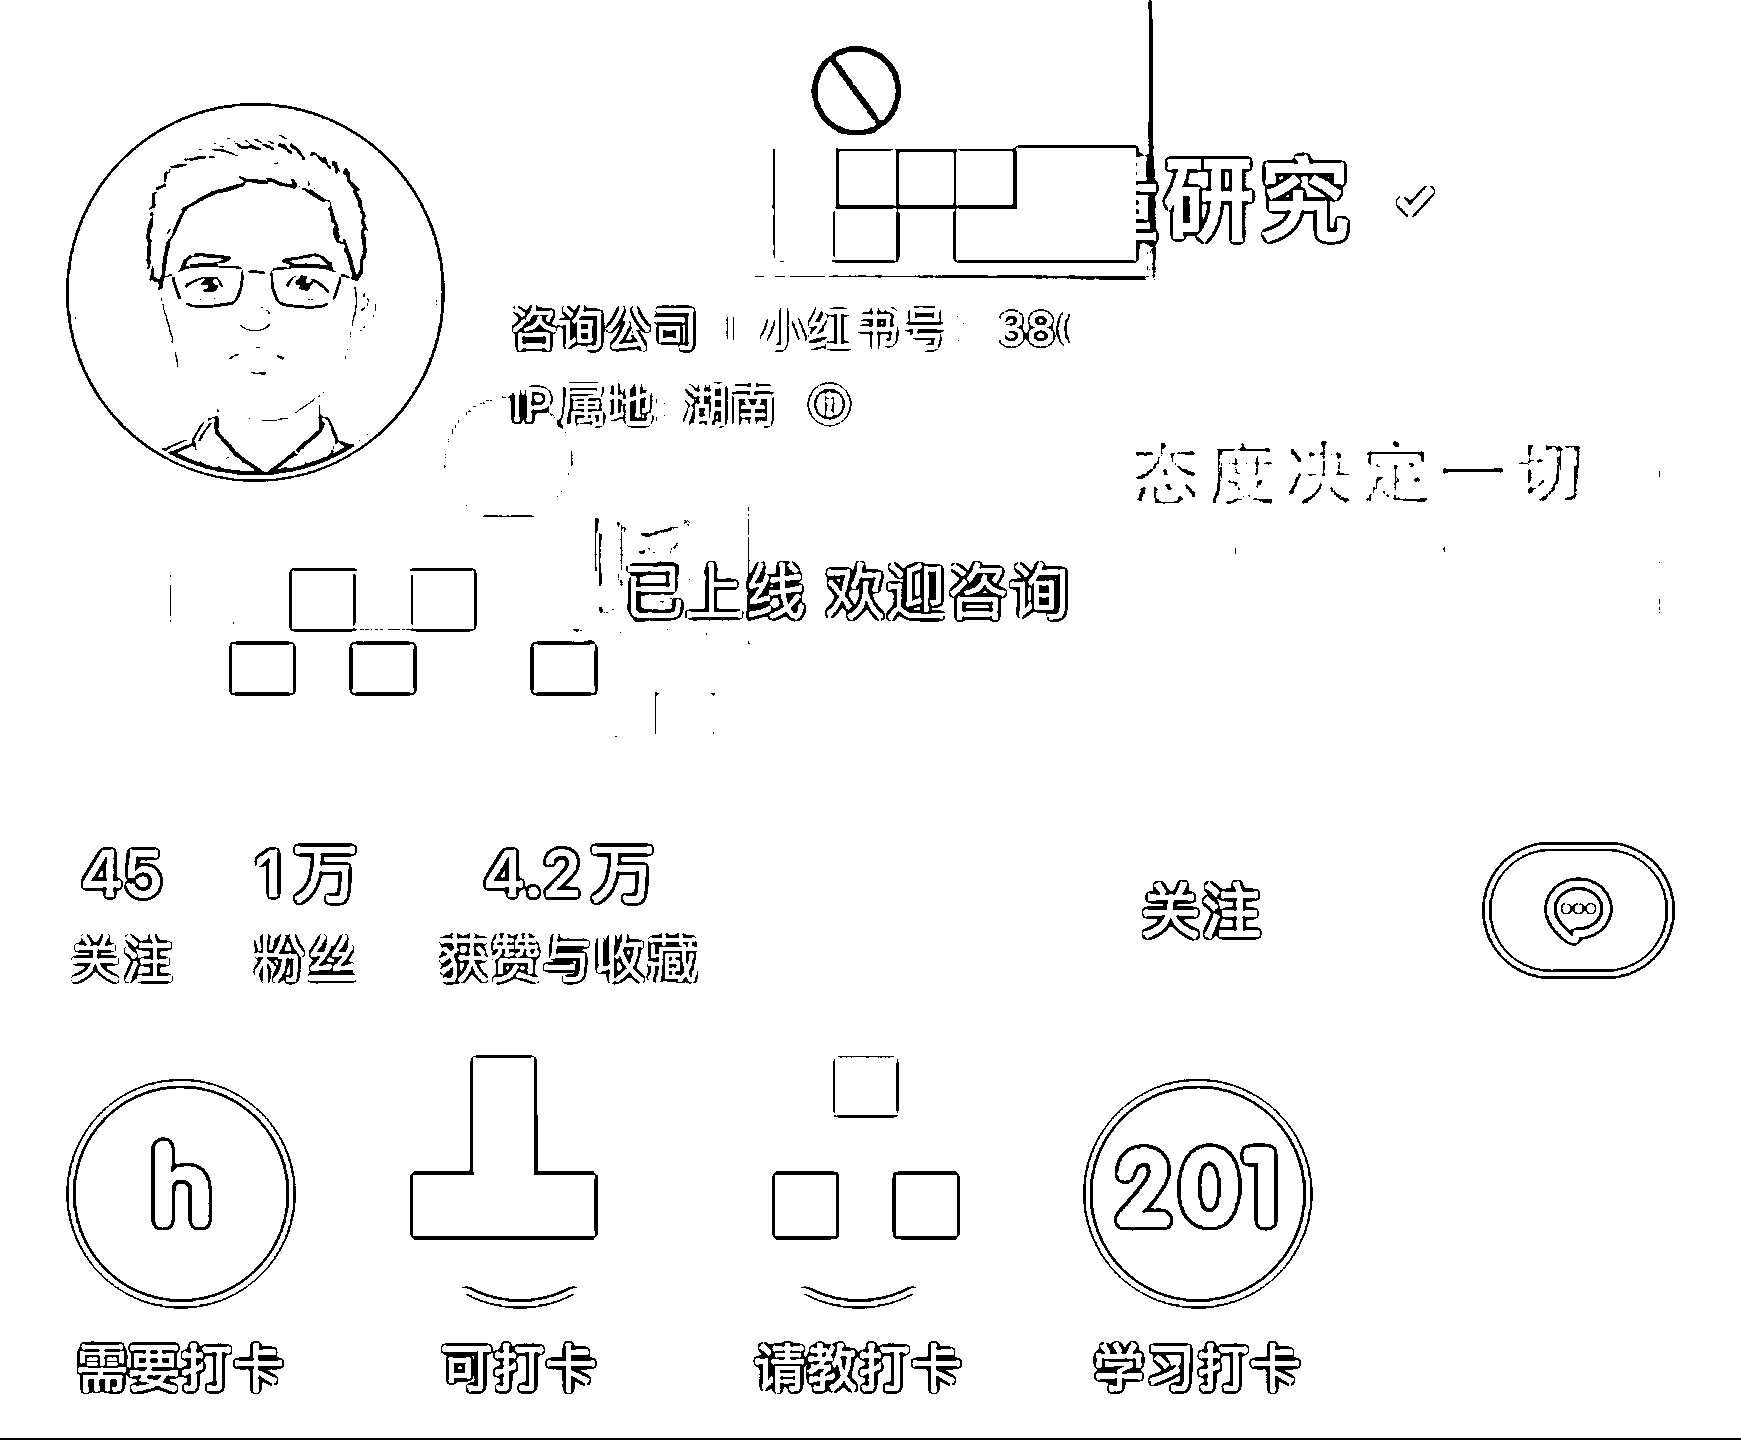 研究
咨询公司 小红书号: 38
IP属地: 湖南
态度决定一切
已上线 欢迎咨询
45 1万 4.2万
关注 粉丝 获赞与收藏
关注
h 201
需要打卡 可打卡 请教打卡 学习打卡